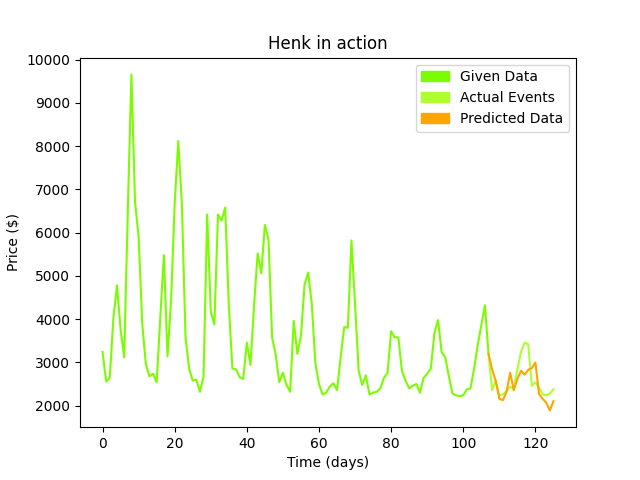 Henk in action
Given Data
Actual Events
Predicted Data
Price ($)
10000
9000
8000
7000
6000
5000
4000
3000
2000
0 20 40 60 80 100 120
Time (days)